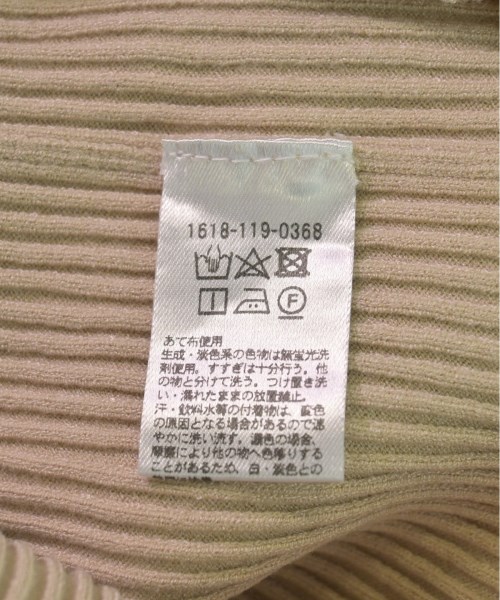 1618-119-0368
F
あて布使用
生成・淡色系の色物は無蛍光洗
剤使用。すすぎは十分行う。他
の物と分けて洗う。つけ置き洗
い・濡れたままの放置禁止。
汗・飲料水等の付着物は、変色
の原因となる場合があるので速
やかに洗い流す。濃色の場合、
摩擦により他の物へ色移りする
ことがあるため、白・淡色との